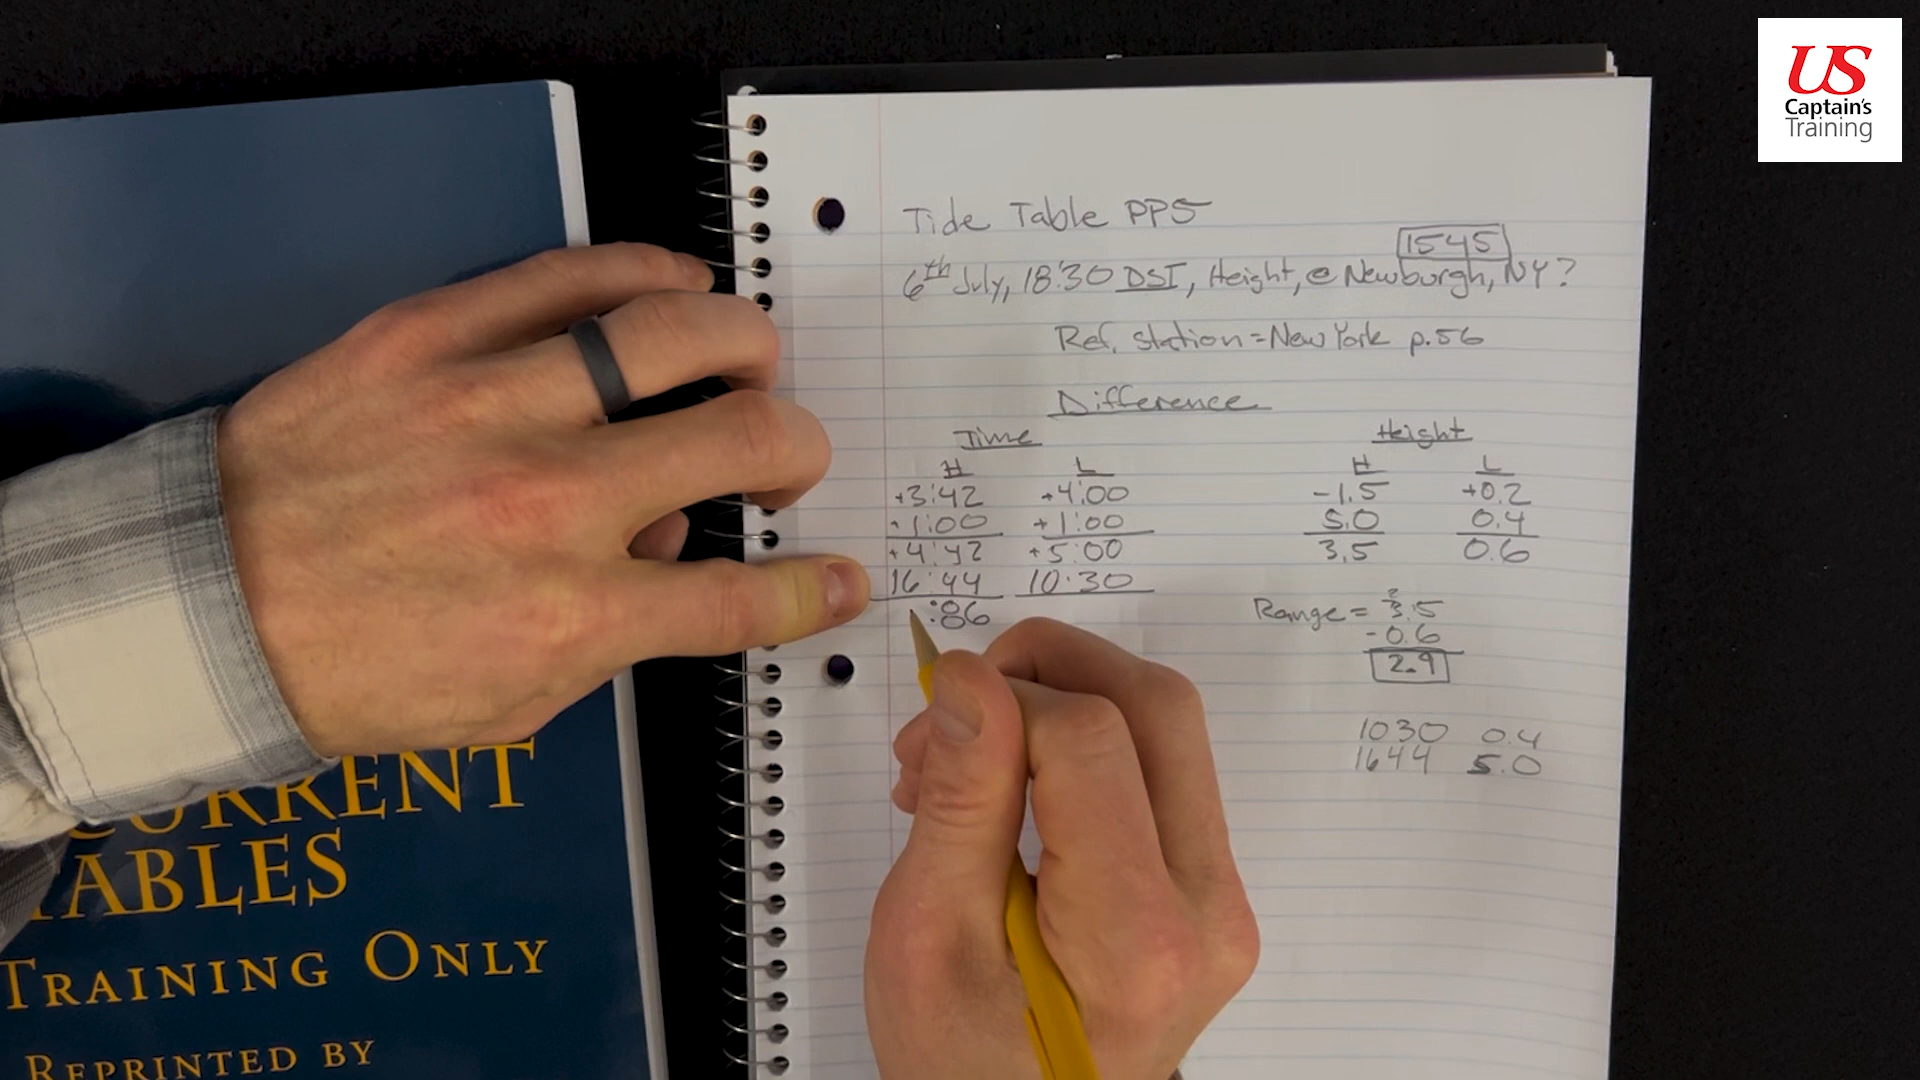 US
Captain's
Training
Tide Table PP5
1545
6th July, 18:30 DST, Height, @ Newburgh, NY?
Ref. Station = New York p.56
Difference
Time Height
H L H L
+3:42 +4:00 -1.5 +0.2
+1:00 +1:00 5.0 0.4
+4:42 +5:00 3.5 0.6
16:44 10:30
:86
Range = 3.5
2
-0.6
2.9
1030 0.4
1644 5.0
CURRENT
TABLES
TRAINING ONLY
REPRINTED BY